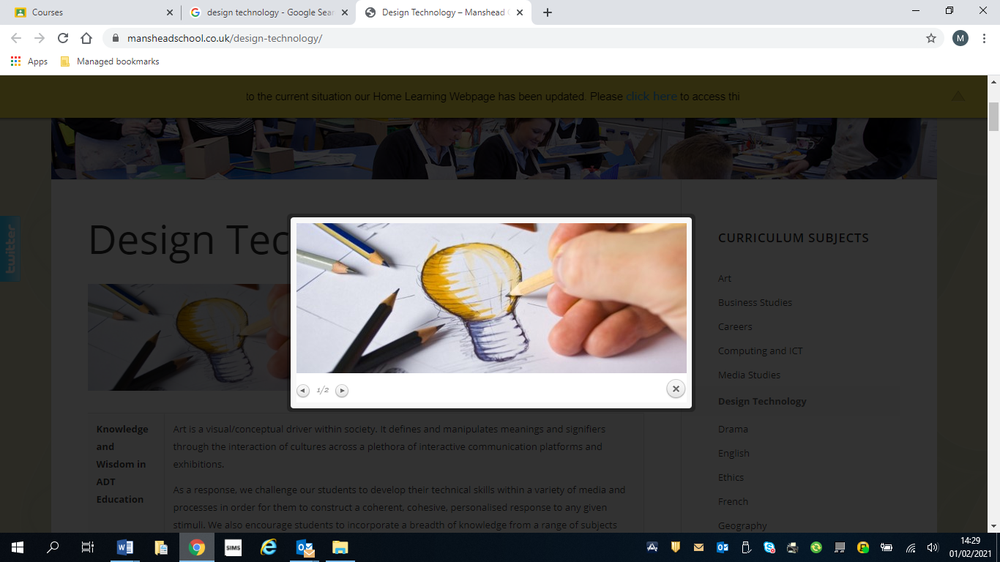 Courses
design technology - Google Sear
Design Technology – Manshead
mansheadschool.co.uk/design-technology/
M
Apps
Managed bookmarks
to the current situation our Home Learning Webpage has been updated. Please click here to access thi
twitter
Design Tec
CURRICULUM SUBJECTS
Art
Business Studies
Careers
Computing and ICT
Media Studies
Design Technology
Drama
English
Ethics
French
Geography
1/2
Knowledge
and
Wisdom in
ADT
Education
Art is a visual/conceptual driver within society. It defines and manipulates meanings and signifiers
through the interaction of cultures across a plethora of interactive communication platforms and
exhibitions.
As a response, we challenge our students to develop their technical skills within a variety of media and
processes in order for them to construct a coherent, cohesive, personalised response to any given
stimuli. We also encourage students to incorporate a breadth of knowledge from a range of subjects
SIMS
14:29
01/02/2021